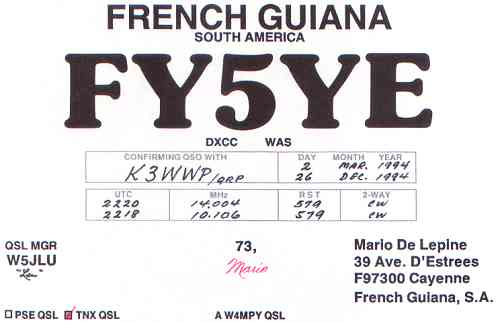 FRENCH GUIANA
SOUTH AMERICA
FY5YE
DXCC WAS
CONFIRMING QSO WITH DAY MONTH YEAR
K3WWP/QRP 2 MAR. 1994
26 DEC. 1994
UTC MHz RST 2-WAY
2220 14.004 579 CW
2218 10.106 579 CW
QSL MGR
W5JLU
"Lou"
73,
Mario
Mario De Lepine
39 Ave. D'Estrees
F97300 Cayenne
French Guiana, S.A.
PSE QSL TNX QSL
A W4MPY QSL